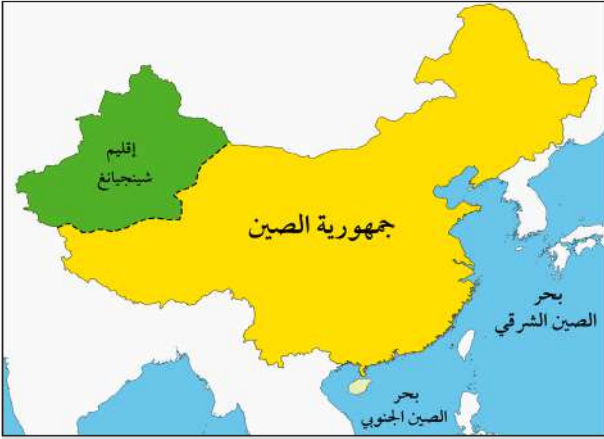 إقليم
شينجيانغ
جمهورية الصين
بحر
الصين الشرقي
بحر
الصين الجنوبي